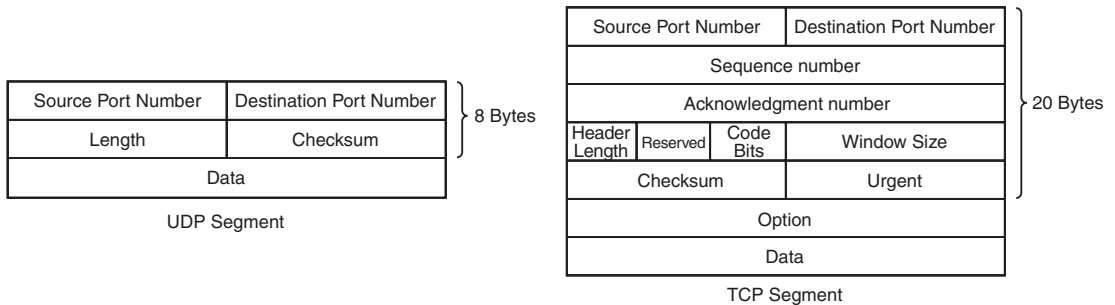 Source Port Number
Destination Port Number
8 Bytes
Length
Checksum
Data
UDP Segment
Source Port Number
Destination Port Number
20 Bytes
Sequence number
Acknowledgment number
Header
Length
Reserved
Code
Bits
Window Size
Checksum
Urgent
Option
Data
TCP Segment